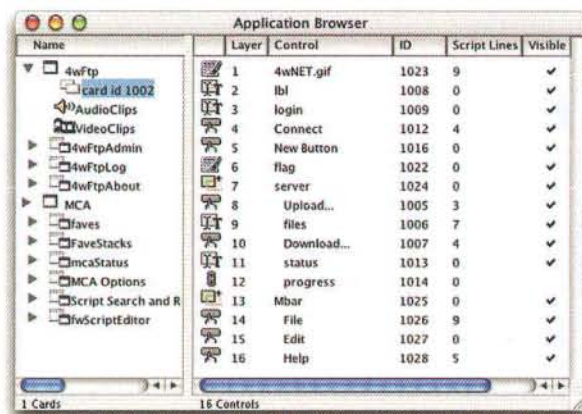 Application Browser
Name
Layer Control ID Script Lines Visible
4wFtp
card id 1002
AudioClips
VideoClips
4wFtpAdmin
4wFtpLog
4wFtpAbout
MCA
faves
FaveStacks
mcaStatus
MCA Options
Script Search and R
fwScriptEditor
1 4wNET.gif 1023 9
2 lbl 1008 0
3 login 1009 0
4 Connect 1012 4
5 New Button 1016 0
6 flag 1022 0
7 server 1024 0
8 Upload... 1005 3
9 files 1006 7
10 Download... 1007 4
11 status 1013 0
12 progress 1014 0
13 Mbar 1025 0
14 File 1026 9
15 Edit 1027 0
16 Help 1028 5
1 Cards
16 Controls